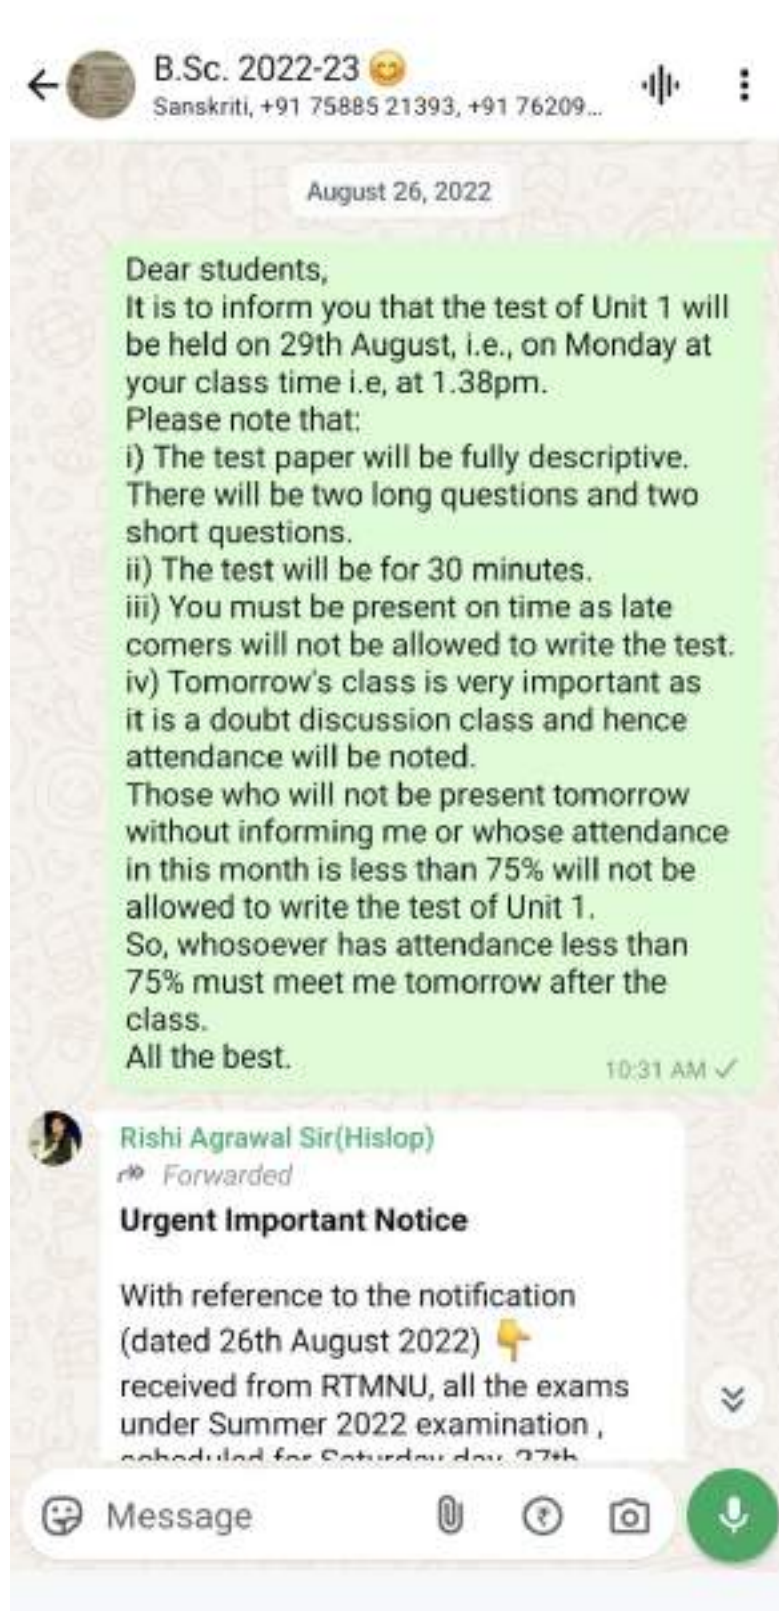 B.Sc. 2022-23 😊
Sanskriti, +91 75885 21393, +91 76209...
August 26, 2022
Dear students,
It is to inform you that the test of Unit 1 will
be held on 29th August, i.e., on Monday at
your class time i.e, at 1.38pm.
Please note that:
i) The test paper will be fully descriptive.
There will be two long questions and two
short questions.
ii) The test will be for 30 minutes.
iii) You must be present on time as late
comers will not be allowed to write the test.
iv) Tomorrow's class is very important as
it is a doubt discussion class and hence
attendance will be noted.
Those who will not be present tomorrow
without informing me or whose attendance
in this month is less than 75% will not be
allowed to write the test of Unit 1.
So, whosoever has attendance less than
75% must meet me tomorrow after the
class.
All the best.
10:31 AM ✓
Rishi Agrawal Sir(Hislop)
Forwarded
Urgent Important Notice
With reference to the notification
(dated 26th August 2022) 👇
received from RTMNU, all the exams
under Summer 2022 examination ,
scheduled for Saturday day, 27th
Message